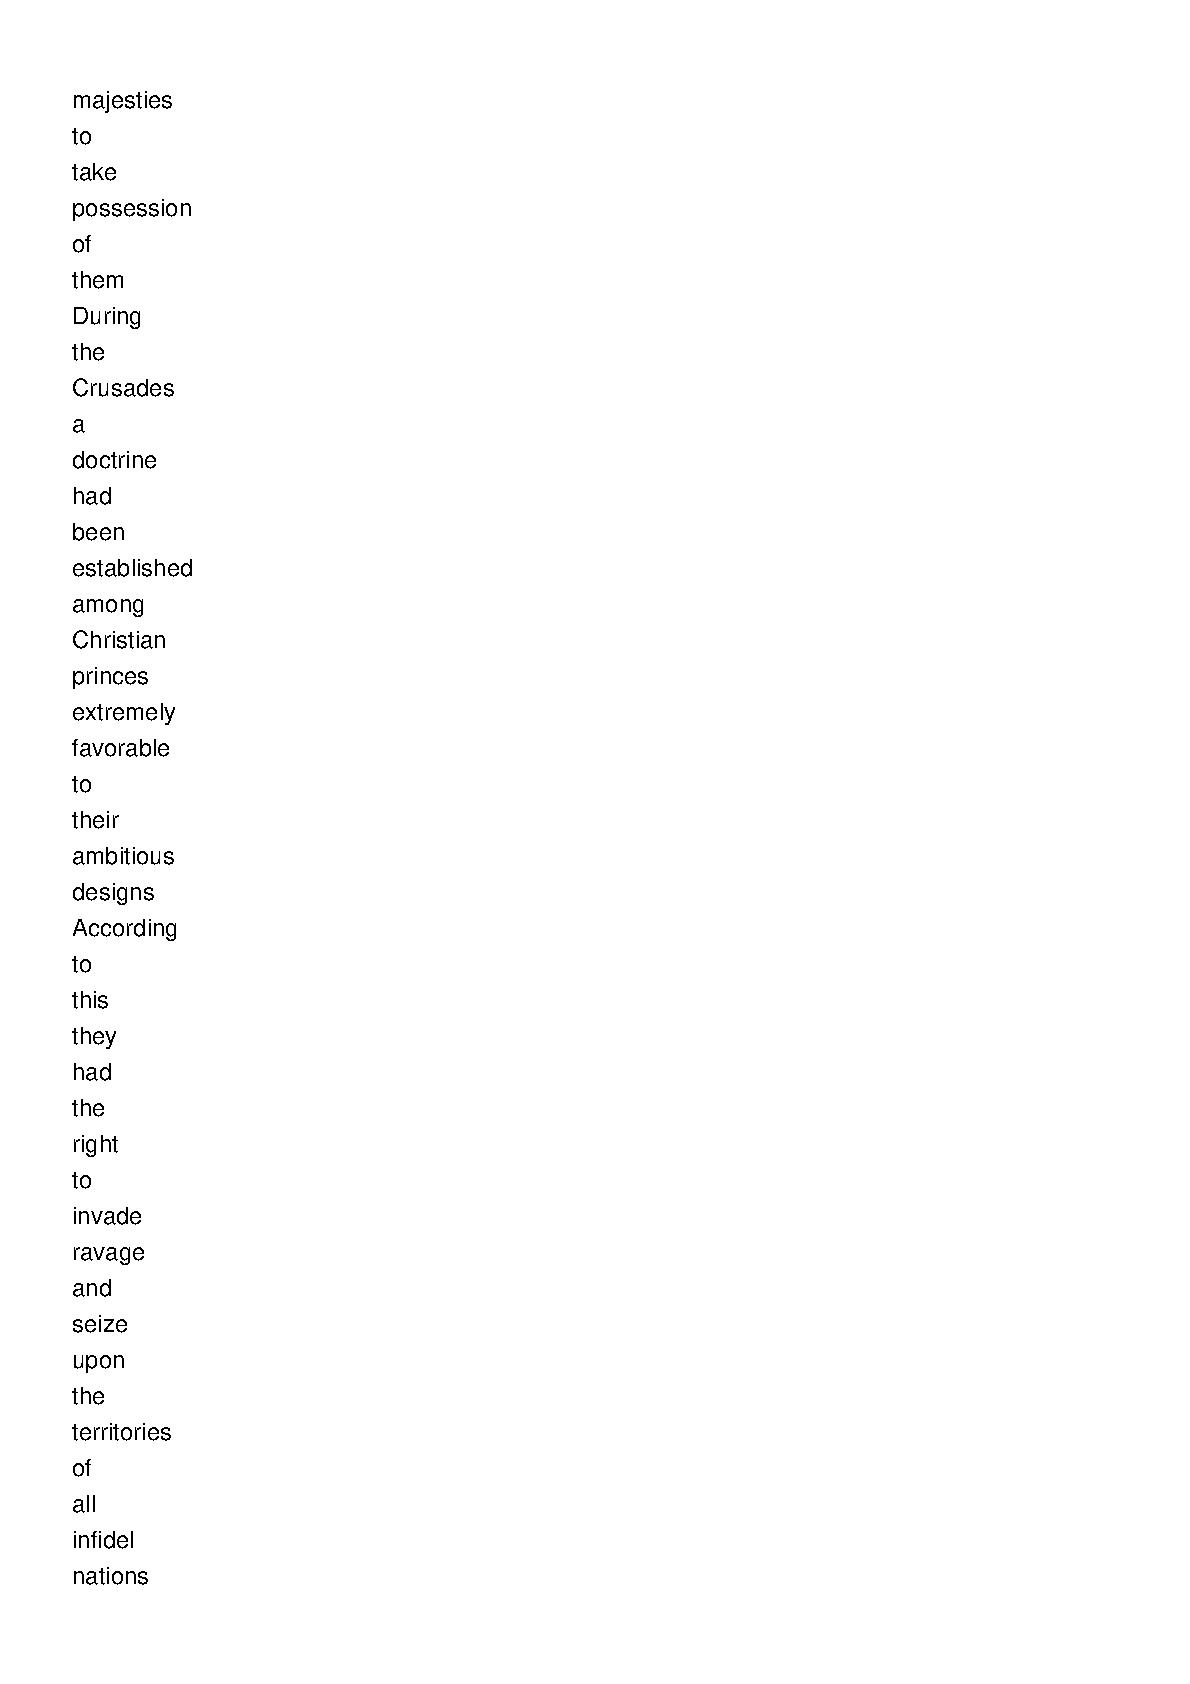 majesties
to
take
possession
of
them
During
the
Crusades
a
doctrine
had
been
established
among
Christian
princes
extremely
favorable
to
their
ambitious
designs
According
to
this
they
had
the
right
to
invade
ravage
and
seize
upon
the
territories
of
all
infidel
nations